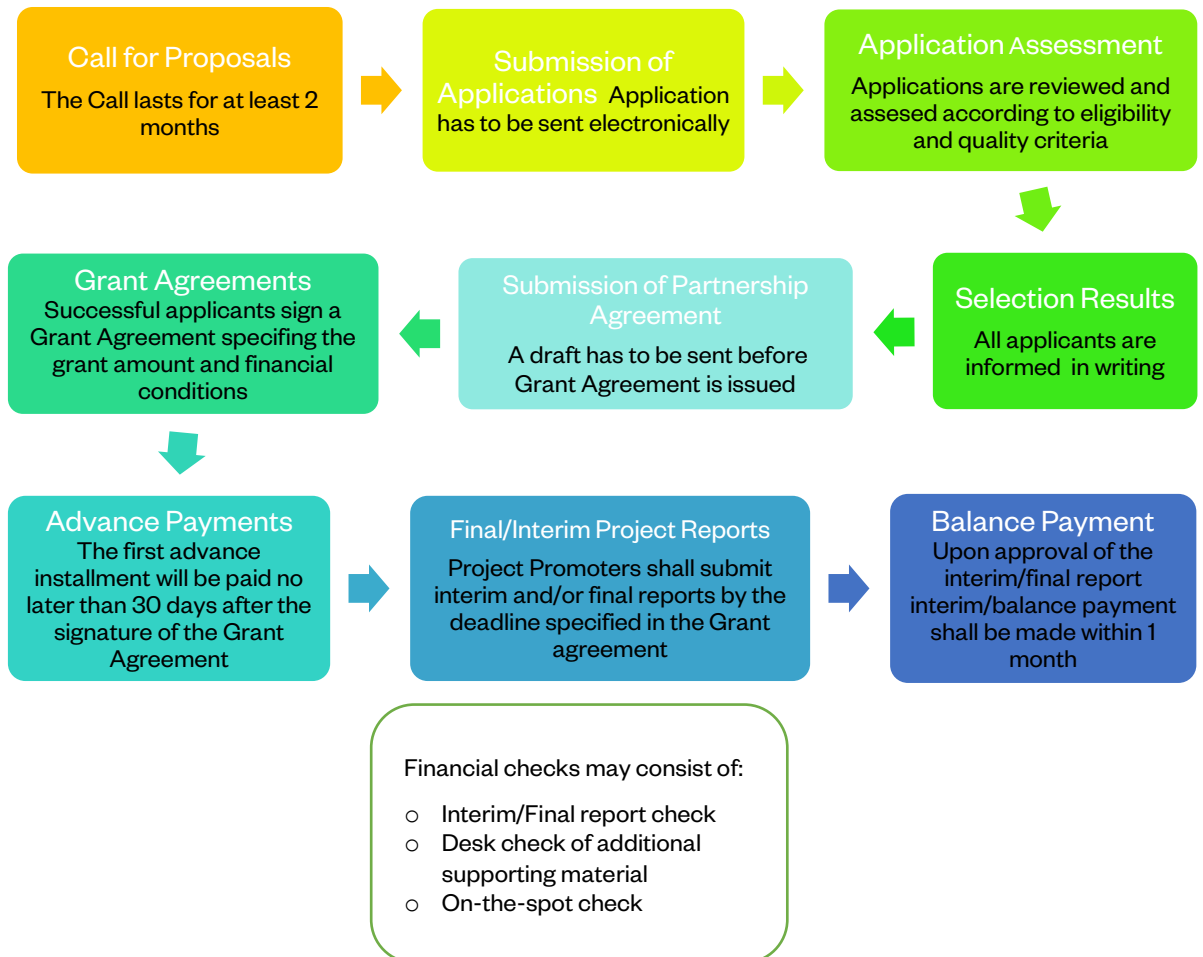 Call for Proposals
The Call lasts for at least 2
months
Submission of
Applications Application
has to be sent electronically
Application Assessment
Applications are reviewed and
assesed according to eligibility
and quality criteria
Selection Results
All applicants are
informed in writing
Submission of Partnership
Agreement
A draft has to be sent before
Grant Agreement is issued
Grant Agreements
Successful applicants sign a
Grant Agreement specifing the
grant amount and financial
conditions
Advance Payments
The first advance
installment will be paid no
later than 30 days after the
signature of the Grant
Agreement
Final/Interim Project Reports
Project Promoters shall submit
interim and/or final reports by the
deadline specified in the Grant
agreement
Balance Payment
Upon approval of the
interim/final report
interim/balance payment
shall be made within 1
month
Financial checks may consist of:
○ Interim/Final report check
○ Desk check of additional
supporting material
○ On-the-spot check